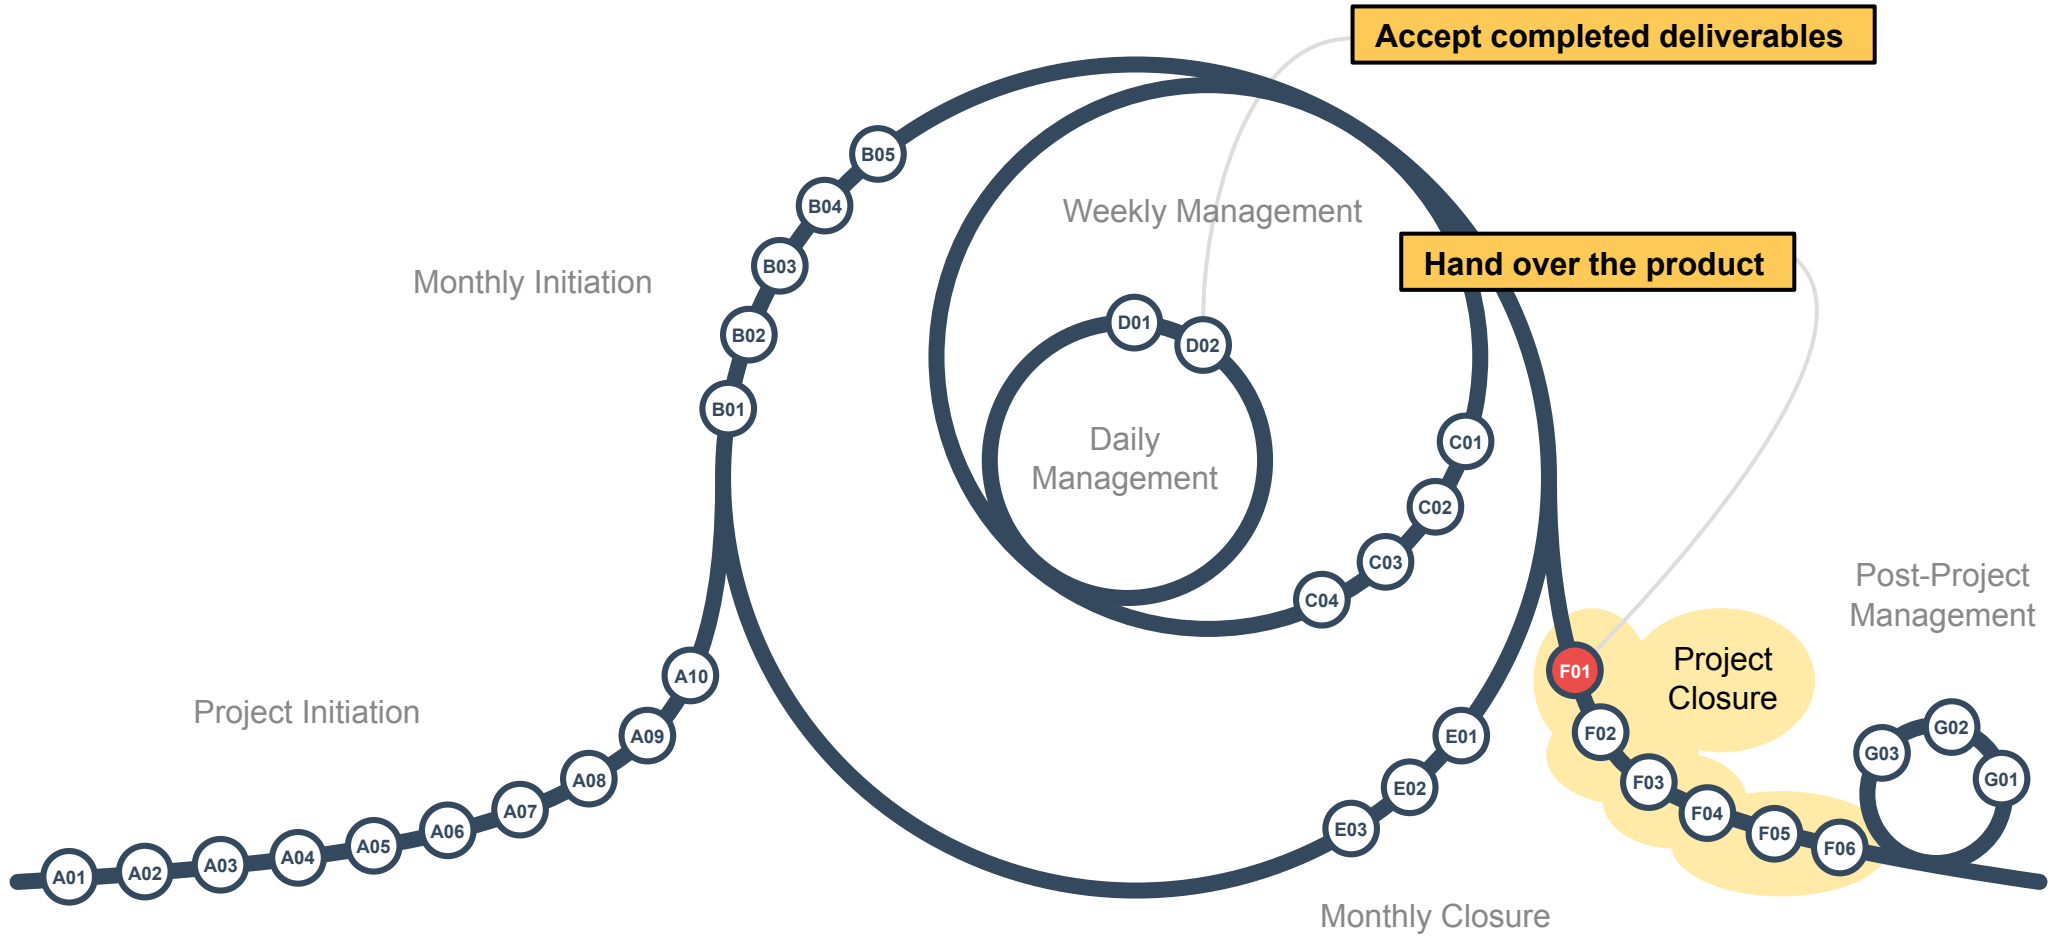 Accept completed deliverables
B05
B04
Weekly Management
Hand over the product
B03
Monthly Initiation
D01
B02
D02
B01
Daily
Management
C01
C02
C03
Post-Project
Management
C04
Project
Closure
F01
A10
Project Initiation
G02
F02
E01
A09
G03
G01
A08
F03
E02
A07
F04
A06
E03
F05
A05
F06
A04
A03
A02
A01
Monthly Closure